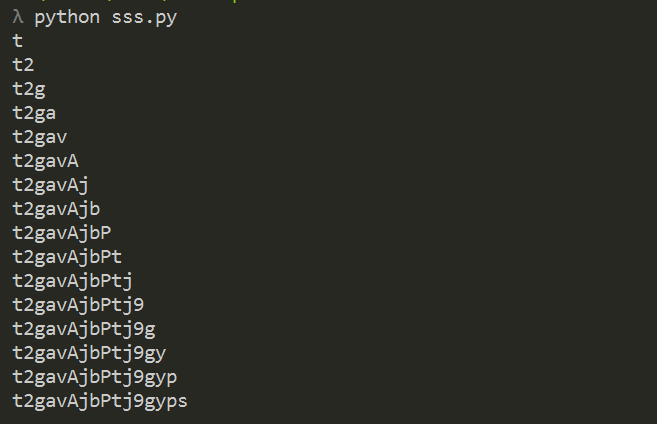 λ python sss.py
t
t2
t2g
t2ga
t2gav
t2gavA
t2gavAj
t2gavAjb
t2gavAjbP
t2gavAjbPt
t2gavAjbPtj
t2gavAjbPtj9
t2gavAjbPtj9g
t2gavAjbPtj9gy
t2gavAjbPtj9gyp
t2gavAjbPtj9gyps